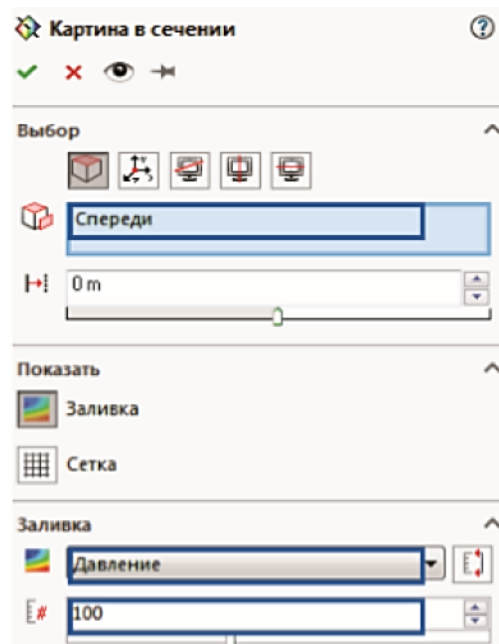 Картина в сечении
Выбор
Спереди
0 m
Показать
Заливка
Сетка
Заливка
Давление
100